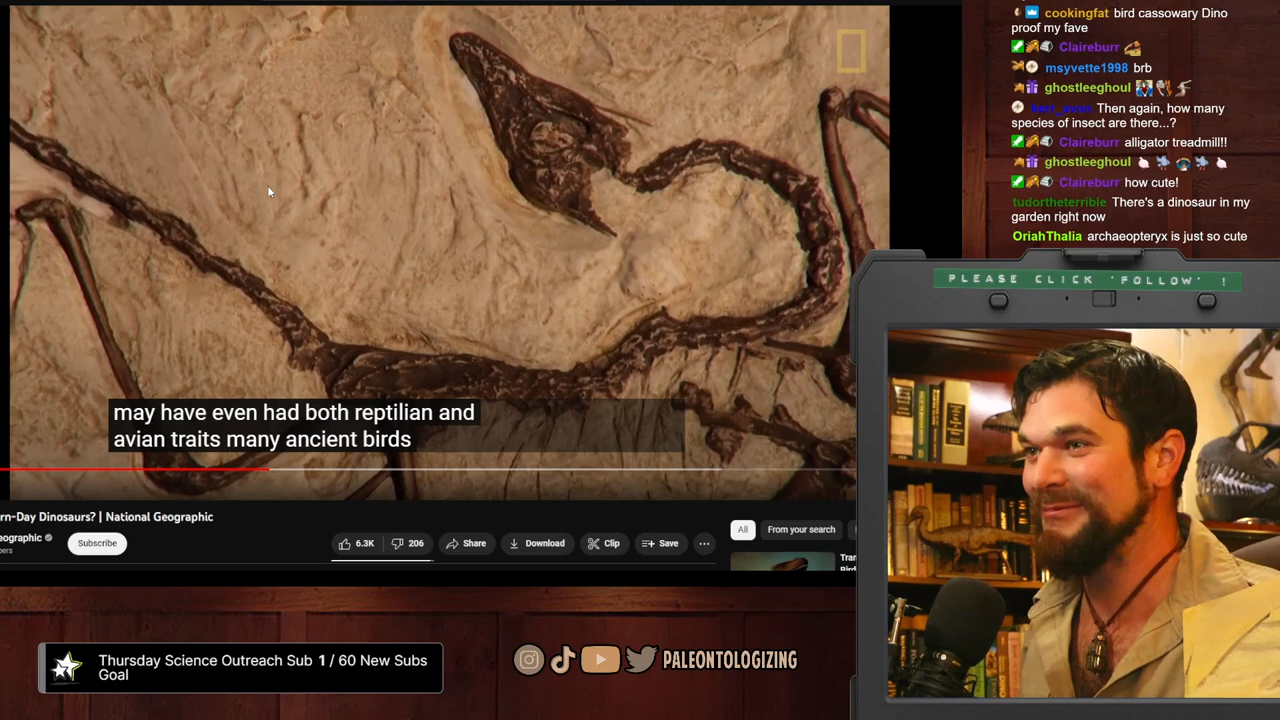 cookingfat bird cassowary Dino
proof my fave
Claireburr
msyvette1998 brb
ghostleeghoul
Then again, how many
species of insect are there...?
Claireburr alligator treadmill!!
ghostleeghoul
Claireburr how cute!
tudortheterrible There's a dinosaur in my
garden right now
OriahThalia archaeopteryx is just so cute
PLEASE CLICK 'FOLLOW' !
may have even had both reptilian and
avian traits many ancient birds
rn-Day Dinosaurs? | National Geographic
eographic
bers
Subscribe
6.3K
206
Share
Download
Clip
Save
All
From your search
Tran
Bird
Thursday Science Outreach Sub 1 / 60 New Subs
Goal
PALEONTOLOGIZING